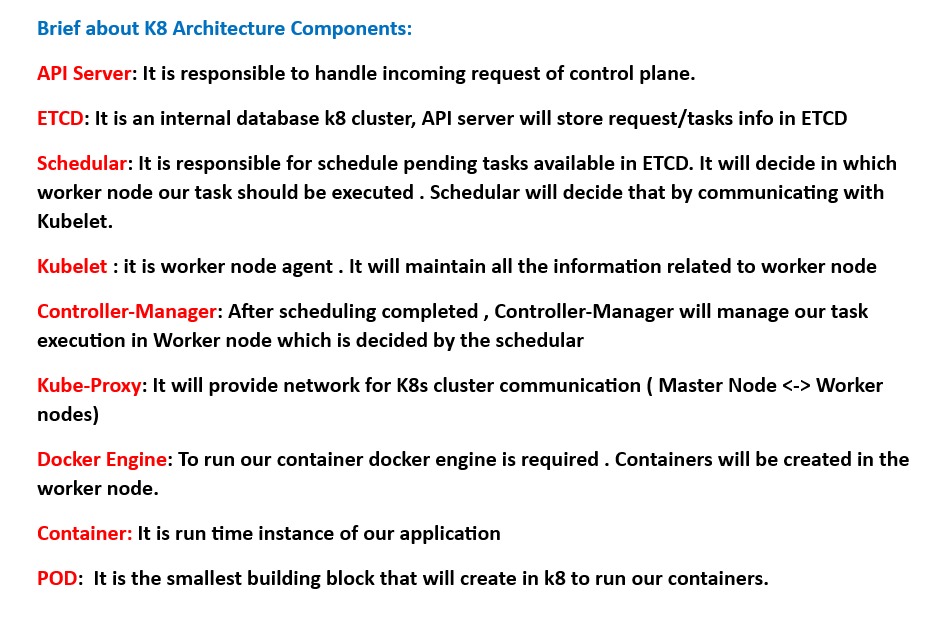 Brief about K8 Architecture Components:
API Server: It is responsible to handle incoming request of control plane.
ETCD: It is an internal database k8 cluster, API server will store request/tasks info in ETCD
Schedular: It is responsible for schedule pending tasks available in ETCD. It will decide in which
worker node our task should be executed . Schedular will decide that by communicating with
Kubelet.
Kubelet : it is worker node agent . It will maintain all the information related to worker node
Controller-Manager: After scheduling completed , Controller-Manager will manage our task
execution in Worker node which is decided by the schedular
Kube-Proxy: It will provide network for K8s cluster communication ( Master Node <-> Worker
nodes)
Docker Engine: To run our container docker engine is required . Containers will be created in the
worker node.
Container: It is run time instance of our application
POD:  It is the smallest building block that will create in k8 to run our containers.